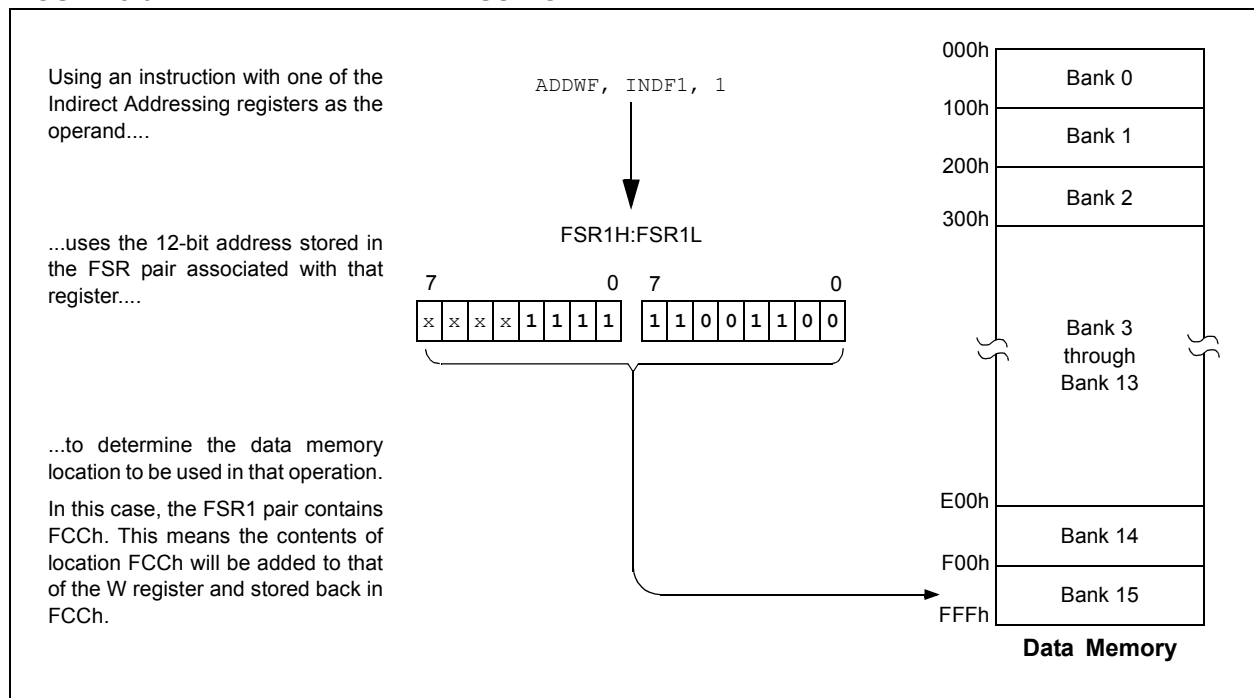 Using an instruction with one of the
Indirect Addressing registers as the
operand....
ADDWF, INDF1, 1
...uses the 12-bit address stored in
the FSR pair associated with that
register....
FSR1H:FSR1L
7 0 7 0
x x x x 1 1 1 1 1 1 0 0 1 1 0 0
...to determine the data memory
location to be used in that operation.
In this case, the FSR1 pair contains
FCCh. This means the contents of
location FCCh will be added to that
of the W register and stored back in
FCCh.
000h
Bank 0
100h
Bank 1
200h
Bank 2
300h
Bank 3
through
Bank 13
E00h
Bank 14
F00h
Bank 15
FFFh
Data Memory